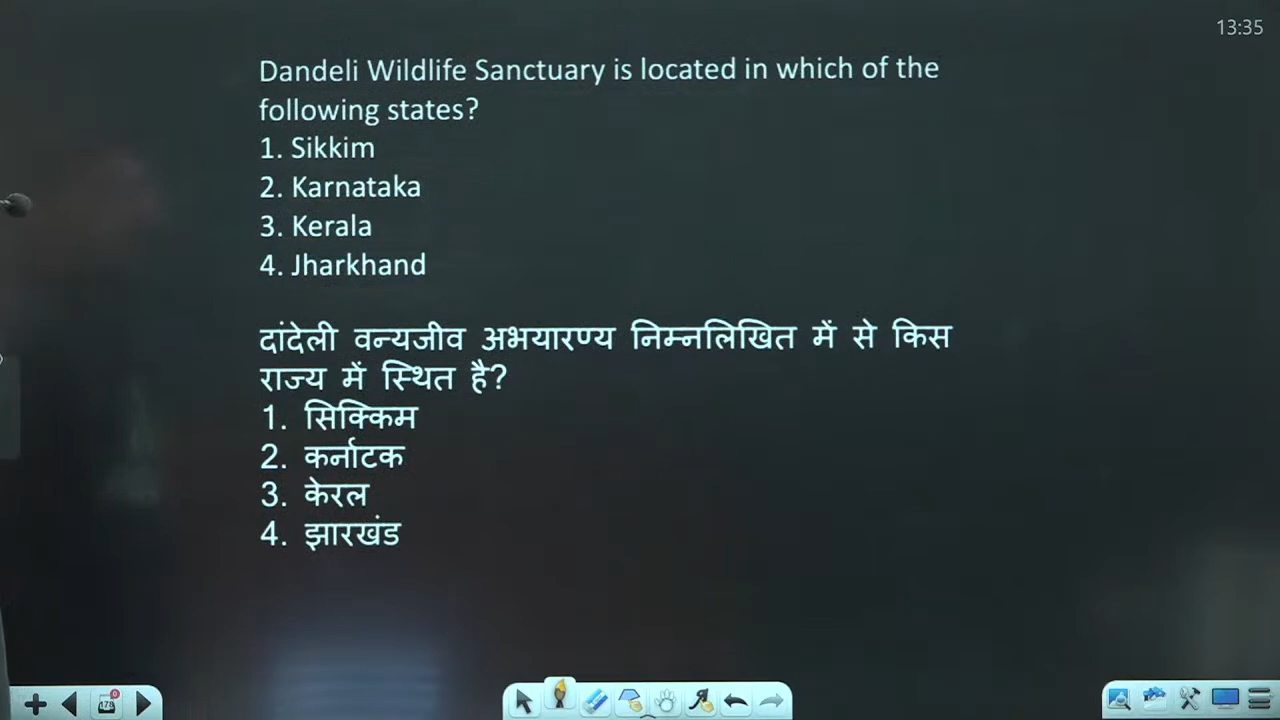 13:35
Dandeli Wildlife Sanctuary is located in which of the
following states?
1. Sikkim
2. Karnataka
3. Kerala
4. Jharkhand
दांदेली वन्यजीव अभयारण्य निम्नलिखित में से किस
राज्य में स्थित है?
1. सिक्किम
2. कर्नाटक
3. केरल
4. झारखंड